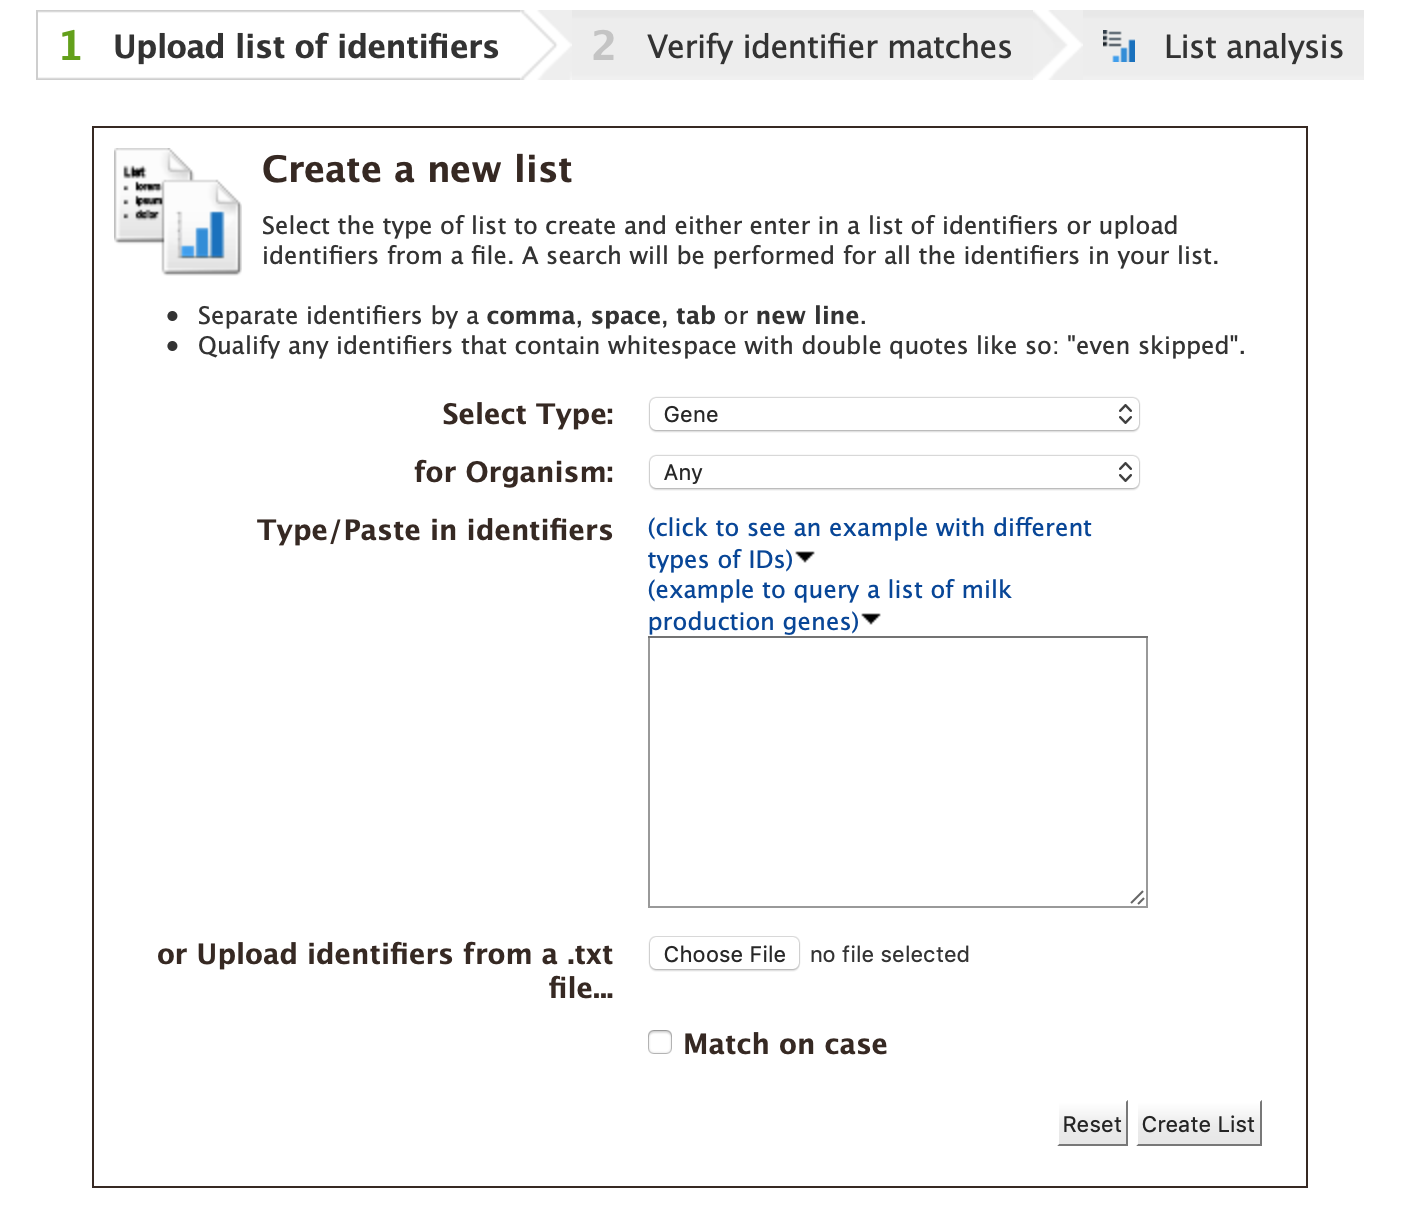 1 Upload list of identifiers 2 Verify identifier matches List analysis
List
lorem
ipsum
dolor
Create a new list
Select the type of list to create and either enter in a list of identifiers or upload
identifiers from a file. A search will be performed for all the identifiers in your list.
• Separate identifiers by a comma, space, tab or new line.
• Qualify any identifiers that contain whitespace with double quotes like so: "even skipped".
Select Type: Gene
for Organism: Any
Type/Paste in identifiers (click to see an example with different
types of IDs)
(example to query a list of milk
production genes)
or Upload identifiers from a .txt Choose File no file selected
file...
Match on case
Reset Create List